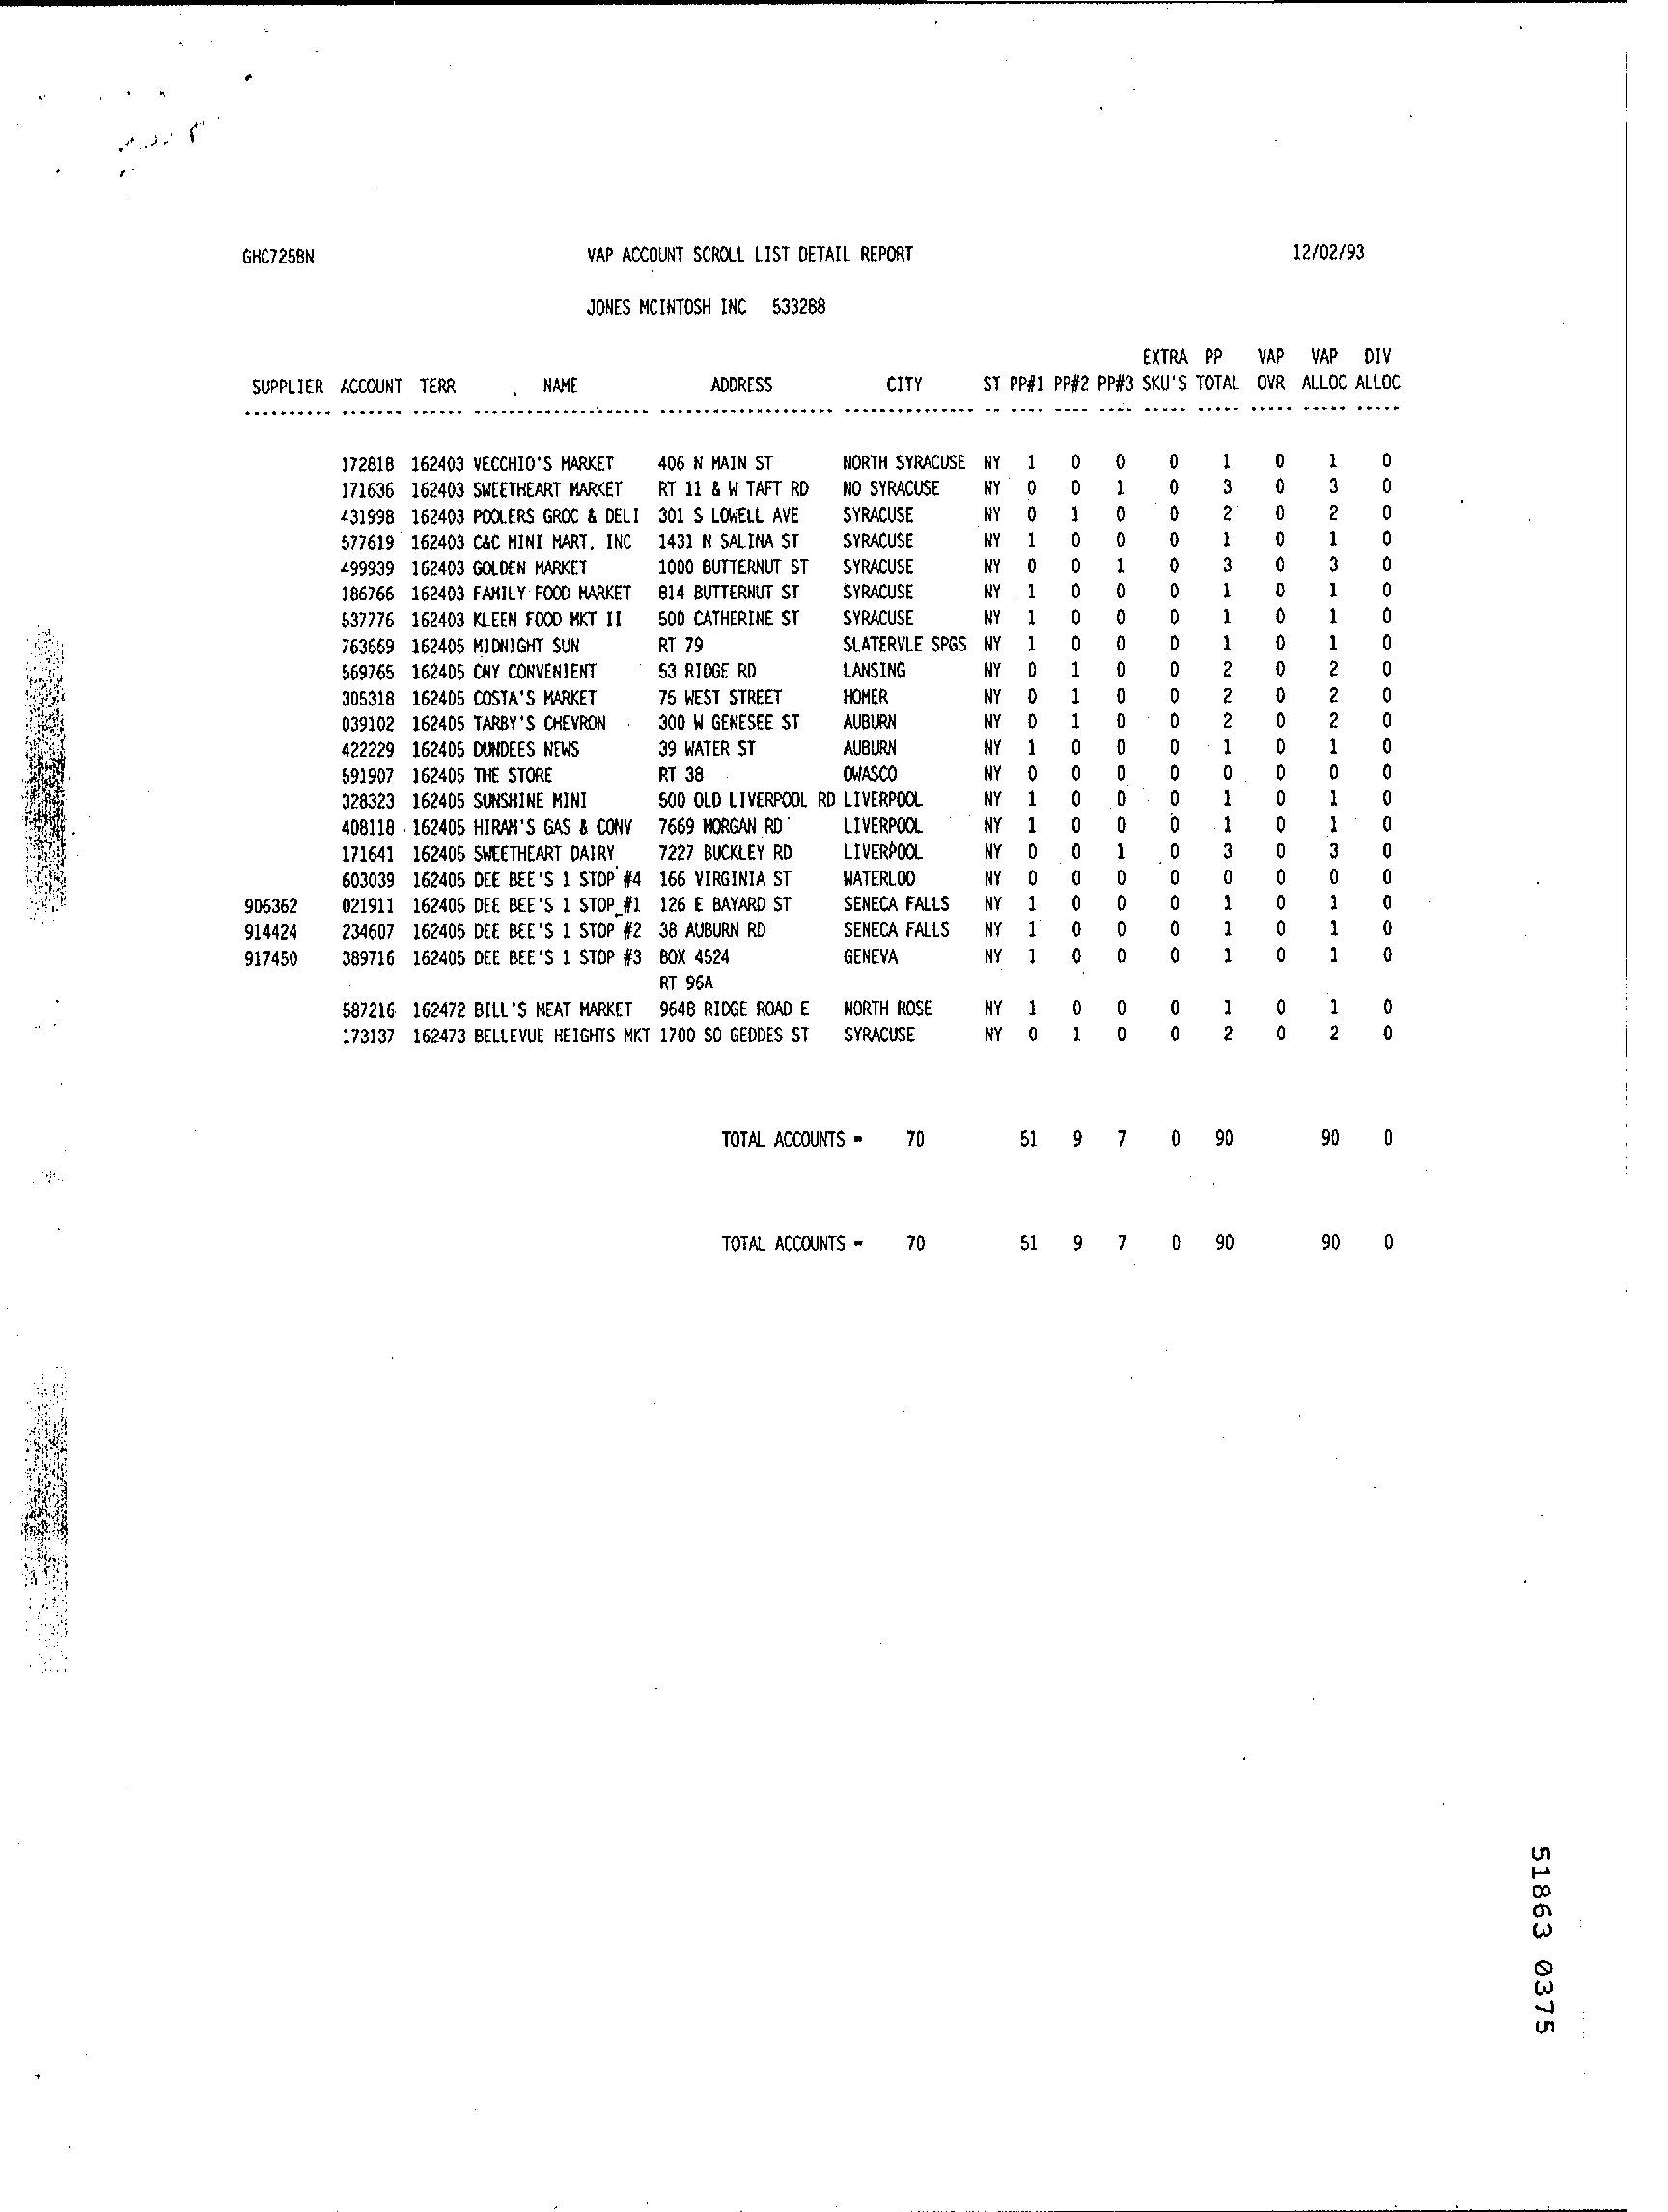 GHC725BN VAP ACCOUNT SCROLL LIST DETAIL REPORT 12/02/93
JONES MCINTOSH INC 533288
EXTRA PP VAP VAP DIV
SUPPLIER ACCOUNT TERR NAME ADDRESS CITY ST PP#1 PP#2 PP#3 SKU'S TOTAL OVR ALLOC ALLOC
172818 162403 VECCHIO'S MARKET 406 N MAIN ST NORTH SYRACUSE NY 1 0 0 0 1 0 1 0
171636 162403 SWEETHEART MARKET RT 11 & W TAFT RD NO SYRACUSE NY 0 0 1 0 3 0 3 0
431998 162403 POOLERS GROC & DELI 301 S LOWELL AVE SYRACUSE NY 0 1 0 0 2 0 2 0
577619 162403 C&C MINI MART, INC 1431 N SALINA ST SYRACUSE NY 1 0 0 0 1 0 1 0
499939 162403 GOLDEN MARKET 1000 BUTTERNUT ST SYRACUSE NY 0 0 1 0 3 0 3 0
186766 162403 FAMILY FOOD MARKET 814 BUTTERNUT ST SYRACUSE NY 1 0 0 0 1 0 1 0
537776 162403 KLEEN FOOD MKT II 500 CATHERINE ST SYRACUSE NY 1 0 0 0 1 0 1 0
763669 162405 MIDNIGHT SUN RT 79 SLATERVLE SPGS NY 1 0 0 0 1 0 1 0
569765 162405 CNY CONVENIENT 53 RIDGE RD LANSING NY 0 1 0 0 2 0 2 0
305318 162405 COSTA'S MARKET 75 WEST STREET HOMER NY 0 1 0 0 2 0 2 0
039102 162405 TARBY'S CHEVRON 300 W GENESEE ST AUBURN NY 0 1 0 0 2 0 2 0
422229 162405 DUNDEES NEWS 39 WATER ST AUBURN NY 1 0 0 0 1 0 1 0
591907 162405 THE STORE RT 38 OWASCO NY 0 0 0 0 0 0 0 0
328323 162405 SUNSHINE MINI 500 OLD LIVERPOOL RD LIVERPOOL NY 1 0 0 0 1 0 1 0
408118 162405 HIRAM'S GAS & CONV 7669 MORGAN RD LIVERPOOL NY 1 0 0 0 1 0 1 0
171641 162405 SWEETHEART DAIRY 7227 BUCKLEY RD LIVERPOOL NY 0 0 1 0 3 0 3 0
603039 162405 DEE BEE'S 1 STOP #4 166 VIRGINIA ST WATERLOO NY 0 0 0 0 0 0 0 0
906362 021911 162405 DEE BEE'S 1 STOP #1 126 E BAYARD ST SENECA FALLS NY 1 0 0 0 1 0 1 0
914424 234607 162405 DEE BEE'S 1 STOP #2 38 AUBURN RD SENECA FALLS NY 1 0 0 0 1 0 1 0
917450 389716 162405 DEE BEE'S 1 STOP #3 BOX 4524 GENEVA NY 1 0 0 0 1 0 1 0
RT 96A
587216 162472 BILL'S MEAT MARKET 9648 RIDGE ROAD E NORTH ROSE NY 1 0 0 0 1 0 1 0
173137 162473 BELLEVUE HEIGHTS MKT 1700 SO GEDDES ST SYRACUSE NY 0 1 0 0 2 0 2 0
TOTAL ACCOUNTS = 70 51 9 7 0 90 90 0
TOTAL ACCOUNTS = 70 51 9 7 0 90 90 0
51863 0375